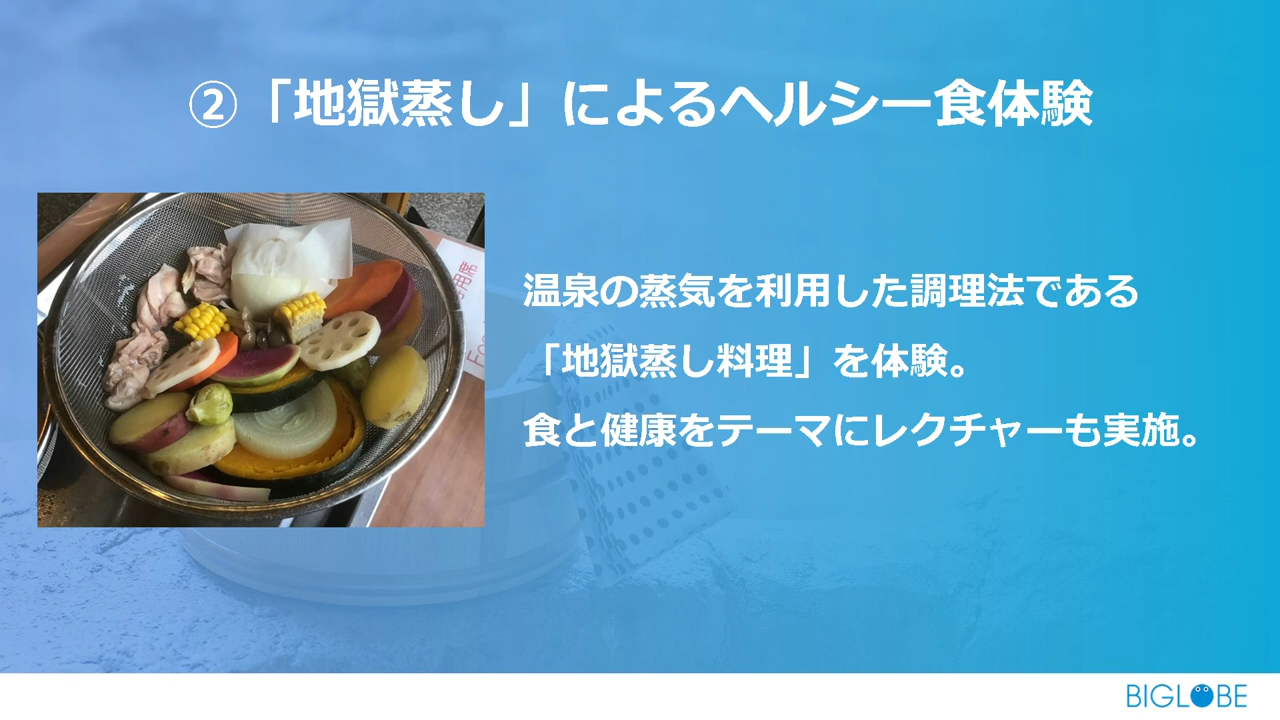 ②「地獄蒸し」によるヘルシー食体験
温泉の蒸気を利用した調理法である
「地獄蒸し料理」を体験。
食と健康をテーマにレクチャーも実施。
BIGLOBE